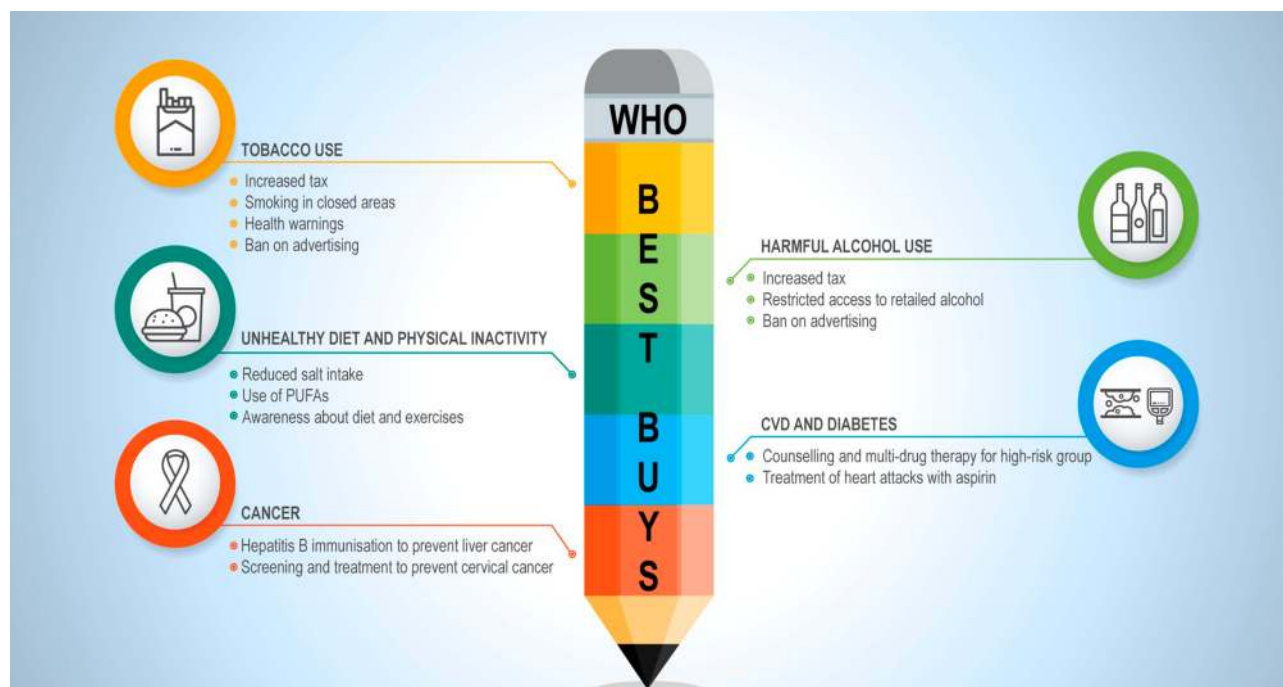 WHO
BEST BUYS
TOBACCO USE
Increased tax
Smoking in closed areas
Health warnings
Ban on advertising
HARMFUL ALCOHOL USE
Increased tax
Restricted access to retailed alcohol
Ban on advertising
UNHEALTHY DIET AND PHYSICAL INACTIVITY
Reduced salt intake
Use of PUFAs
Awareness about diet and exercises
CVD AND DIABETES
Counselling and multi-drug therapy for high-risk group
Treatment of heart attacks with aspirin
CANCER
Hepatitis B immunisation to prevent liver cancer
Screening and treatment to prevent cervical cancer